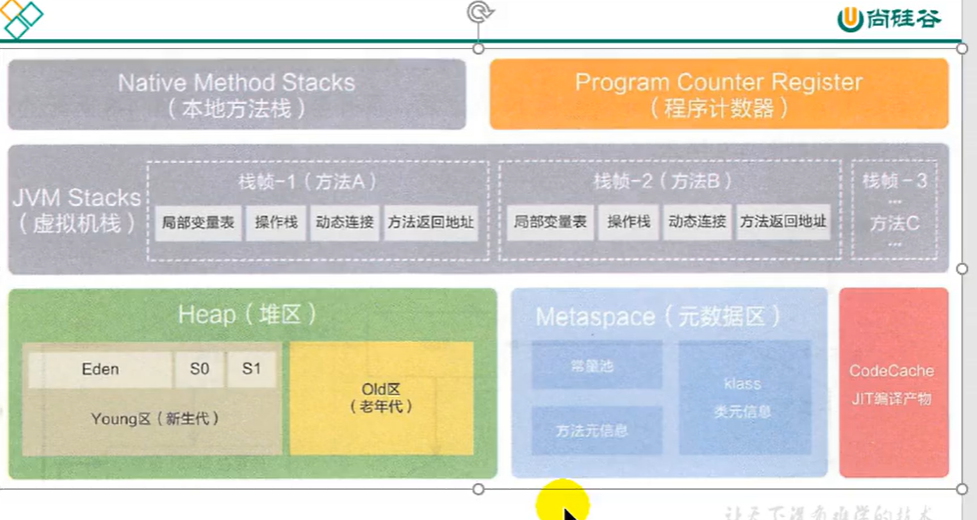 尚硅谷
Native Method Stacks
（本地方法栈）
Program Counter Register
（程序计数器）
JVM Stacks
（虚拟机栈）
栈帧-1（方法A）
局部变量表 操作栈 动态连接 方法返回地址
栈帧-2（方法B）
局部变量表 操作栈 动态连接 方法返回地址
栈帧-3
...
方法C
...
Heap（堆区）
Eden S0 S1
Young区（新生代）
Old区
（老年代）
Metaspace（元数据区）
常量池
方法元信息
klass
类元信息
CodeCache
JIT编译产物
让天下没有难学的技术